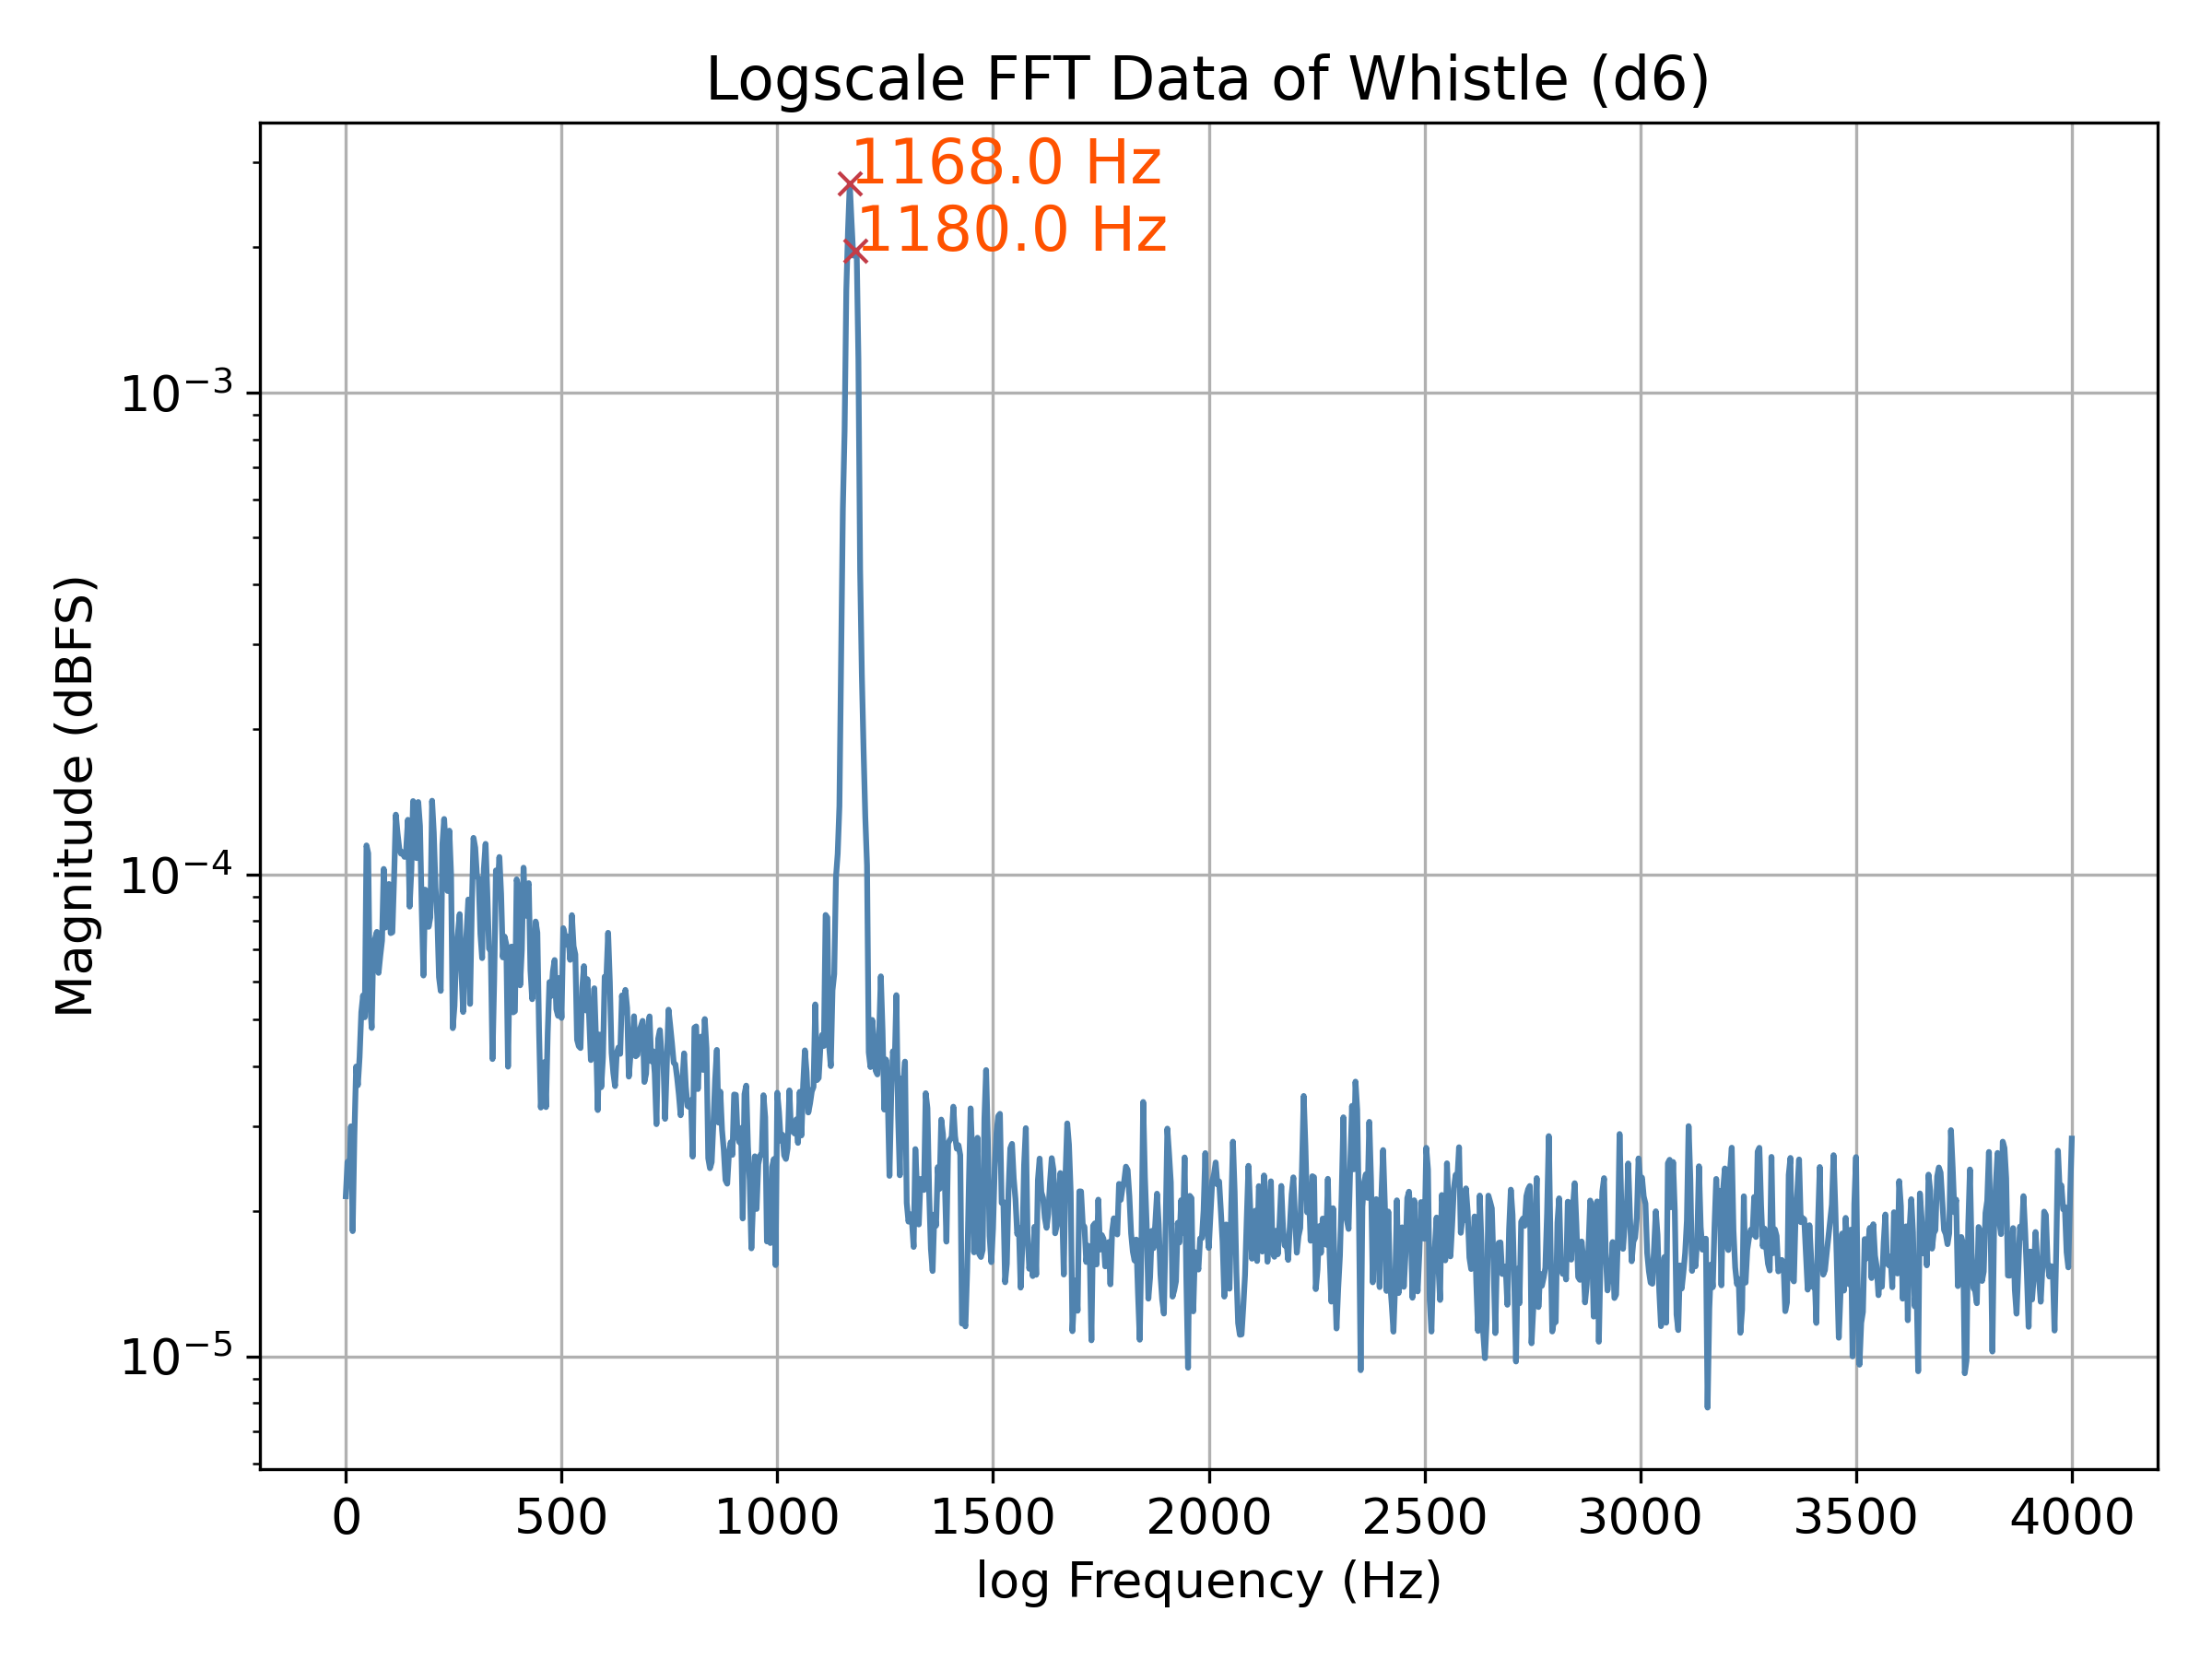 Logscale FFT Data of Whistle (d6)
1168.0 Hz
1180.0 Hz
10⁻³
10⁻⁴
10⁻⁵
Magnitude (dBFS)
0 500 1000 1500 2000 2500 3000 3500 4000
log Frequency (Hz)